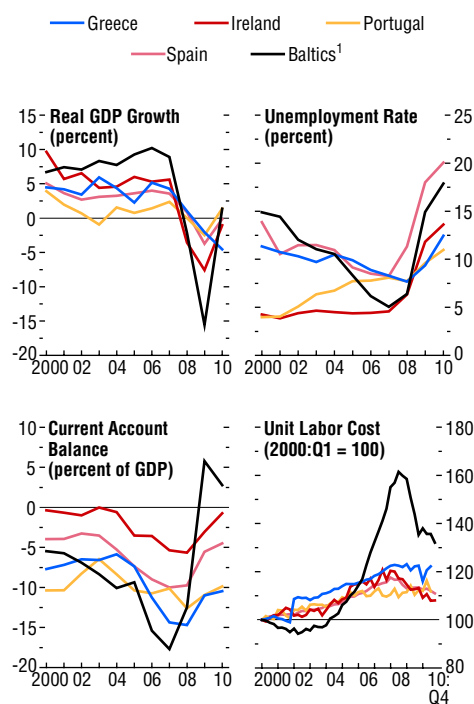 Greece Ireland Portugal
Spain Baltics¹
Real GDP Growth
(percent)
15
10
5
0
-5
-10
-15
-20
2000 02 04 06 08 10
Unemployment Rate
(percent)
25
20
15
10
5
0
2000 02 04 06 08 10
Current Account
Balance
(percent of GDP)
10
5
0
-5
-10
-15
-20
2000 02 04 06 08 10
Unit Labor Cost
(2000:Q1 = 100)
180
160
140
120
100
80
2000 02 04 06 08 10:
Q4